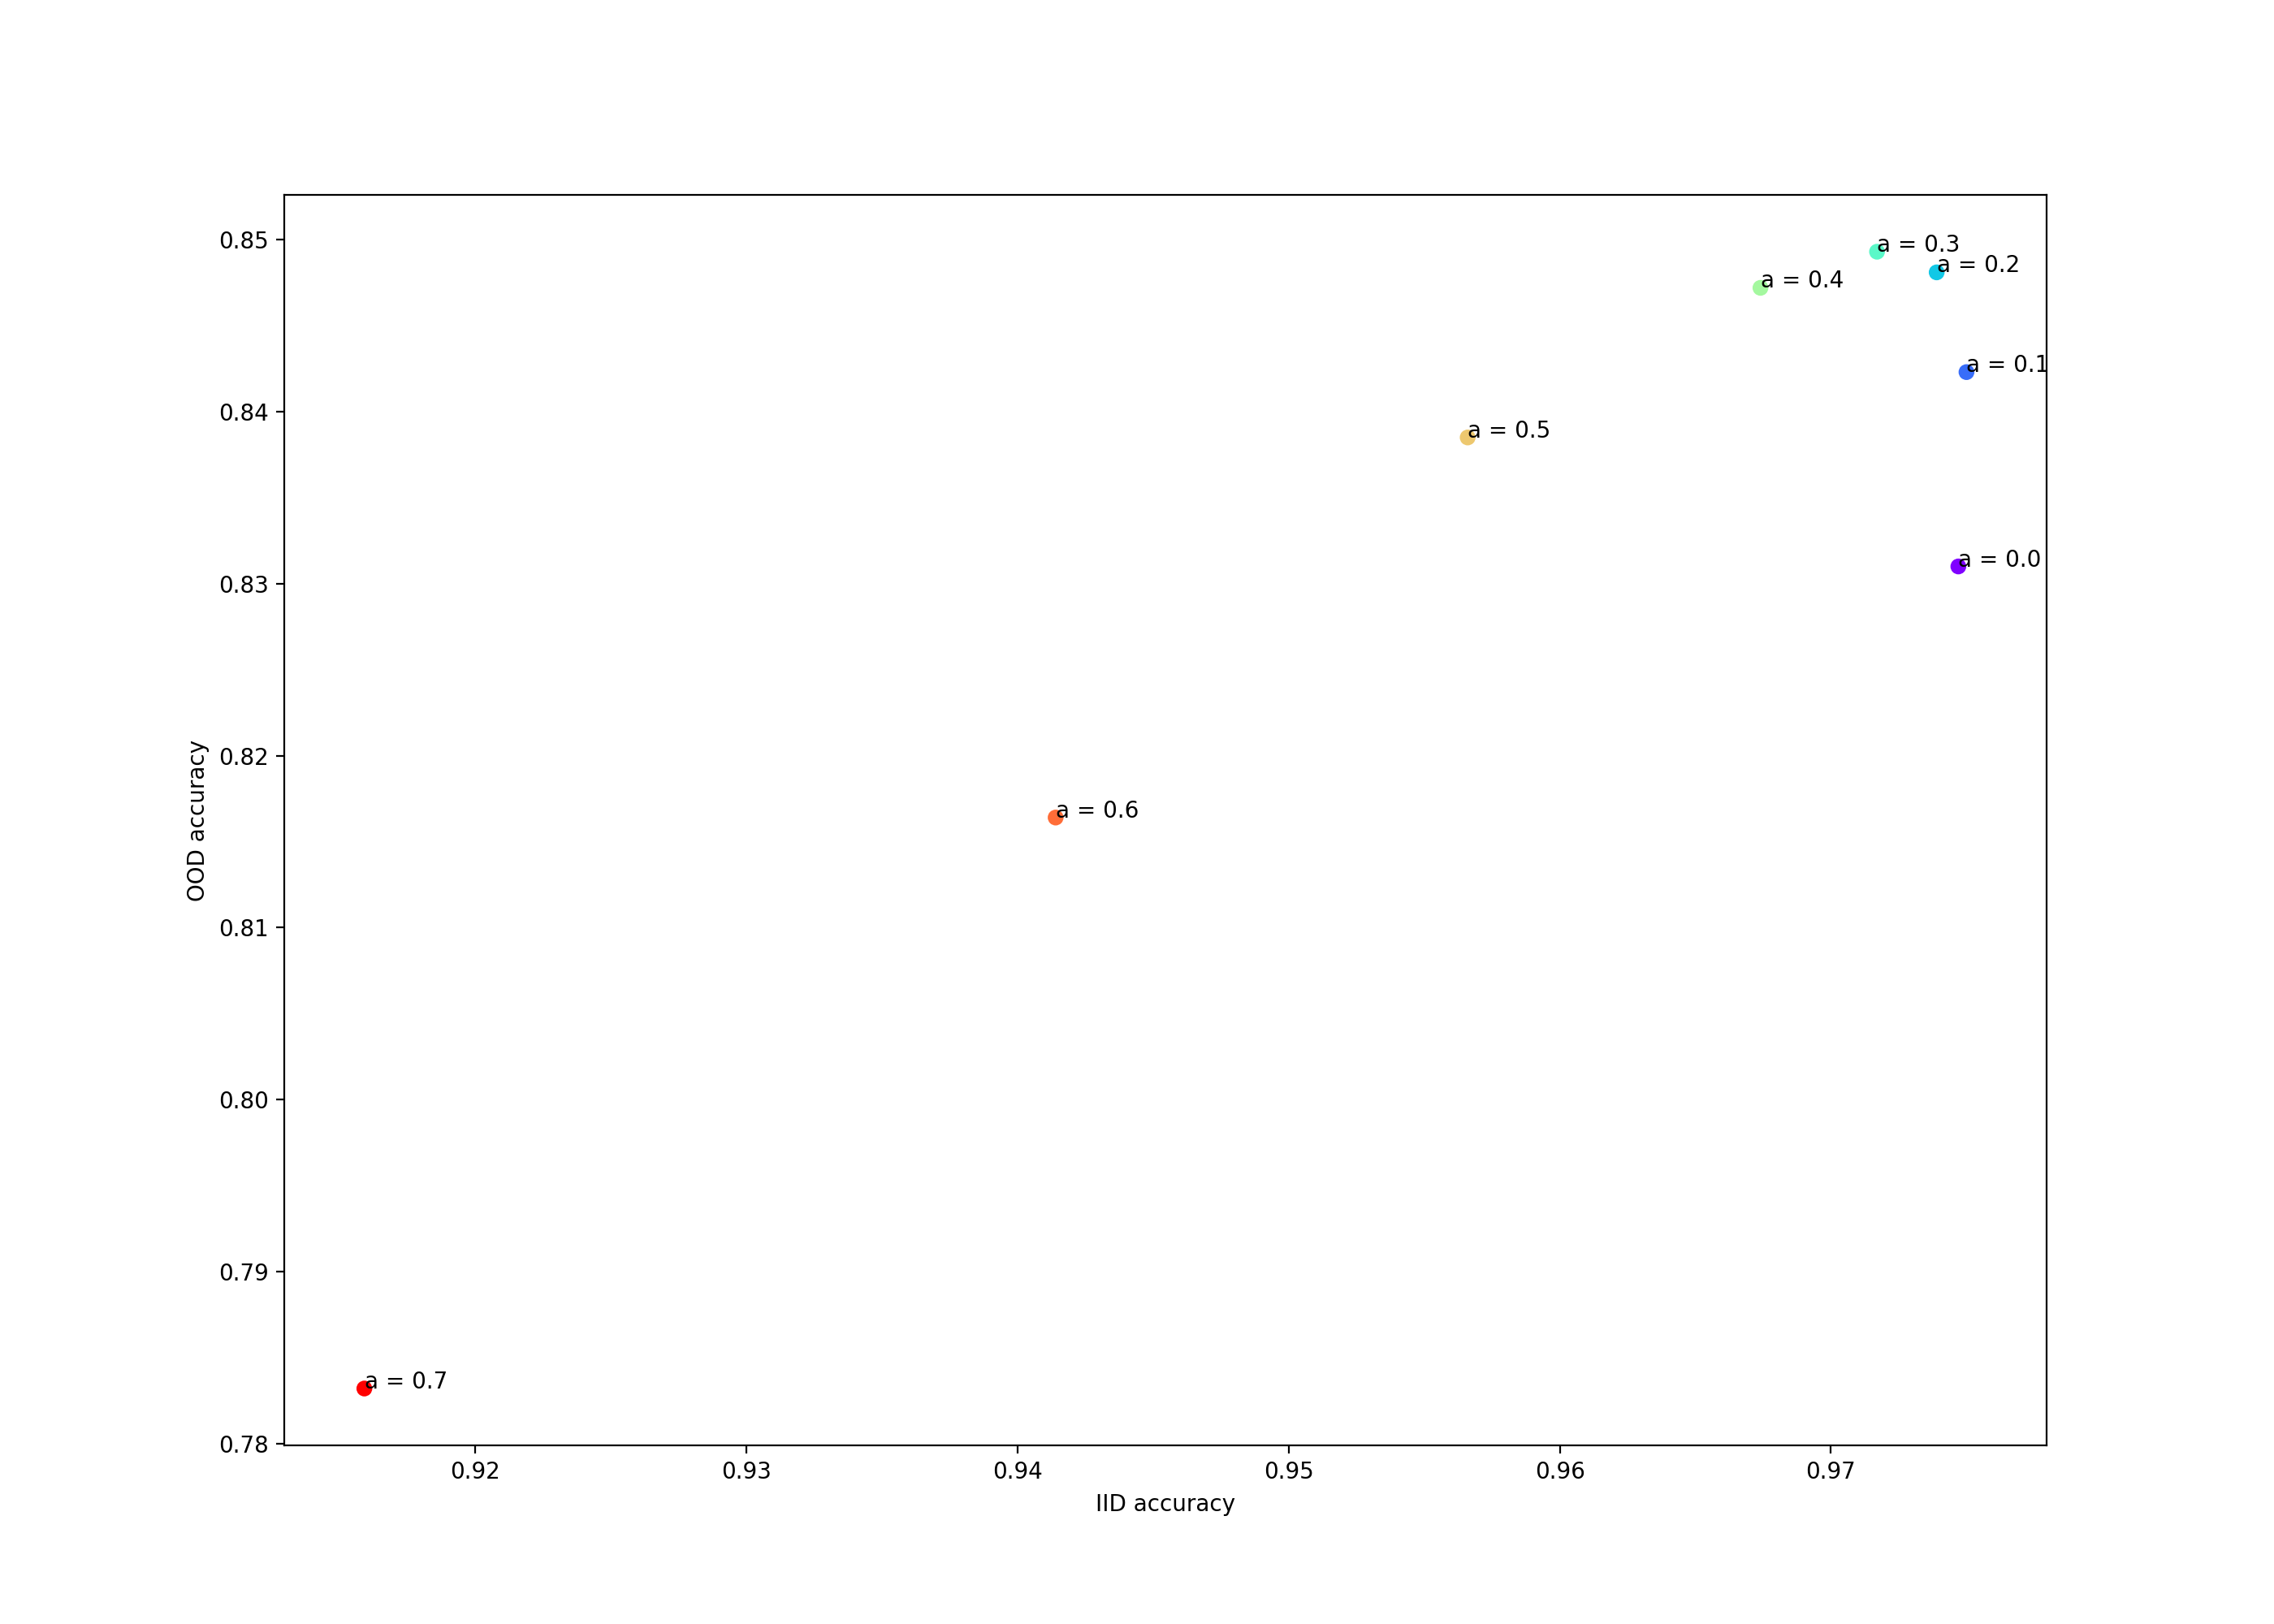 0.85
0.84
0.83
0.82
0.81
0.80
0.79
0.78
OOD accuracy
a = 0.3
a = 0.2
a = 0.4
a = 0.1
a = 0.5
a = 0.0
a = 0.6
a = 0.7
0.92 0.93 0.94 0.95 0.96 0.97
IID accuracy